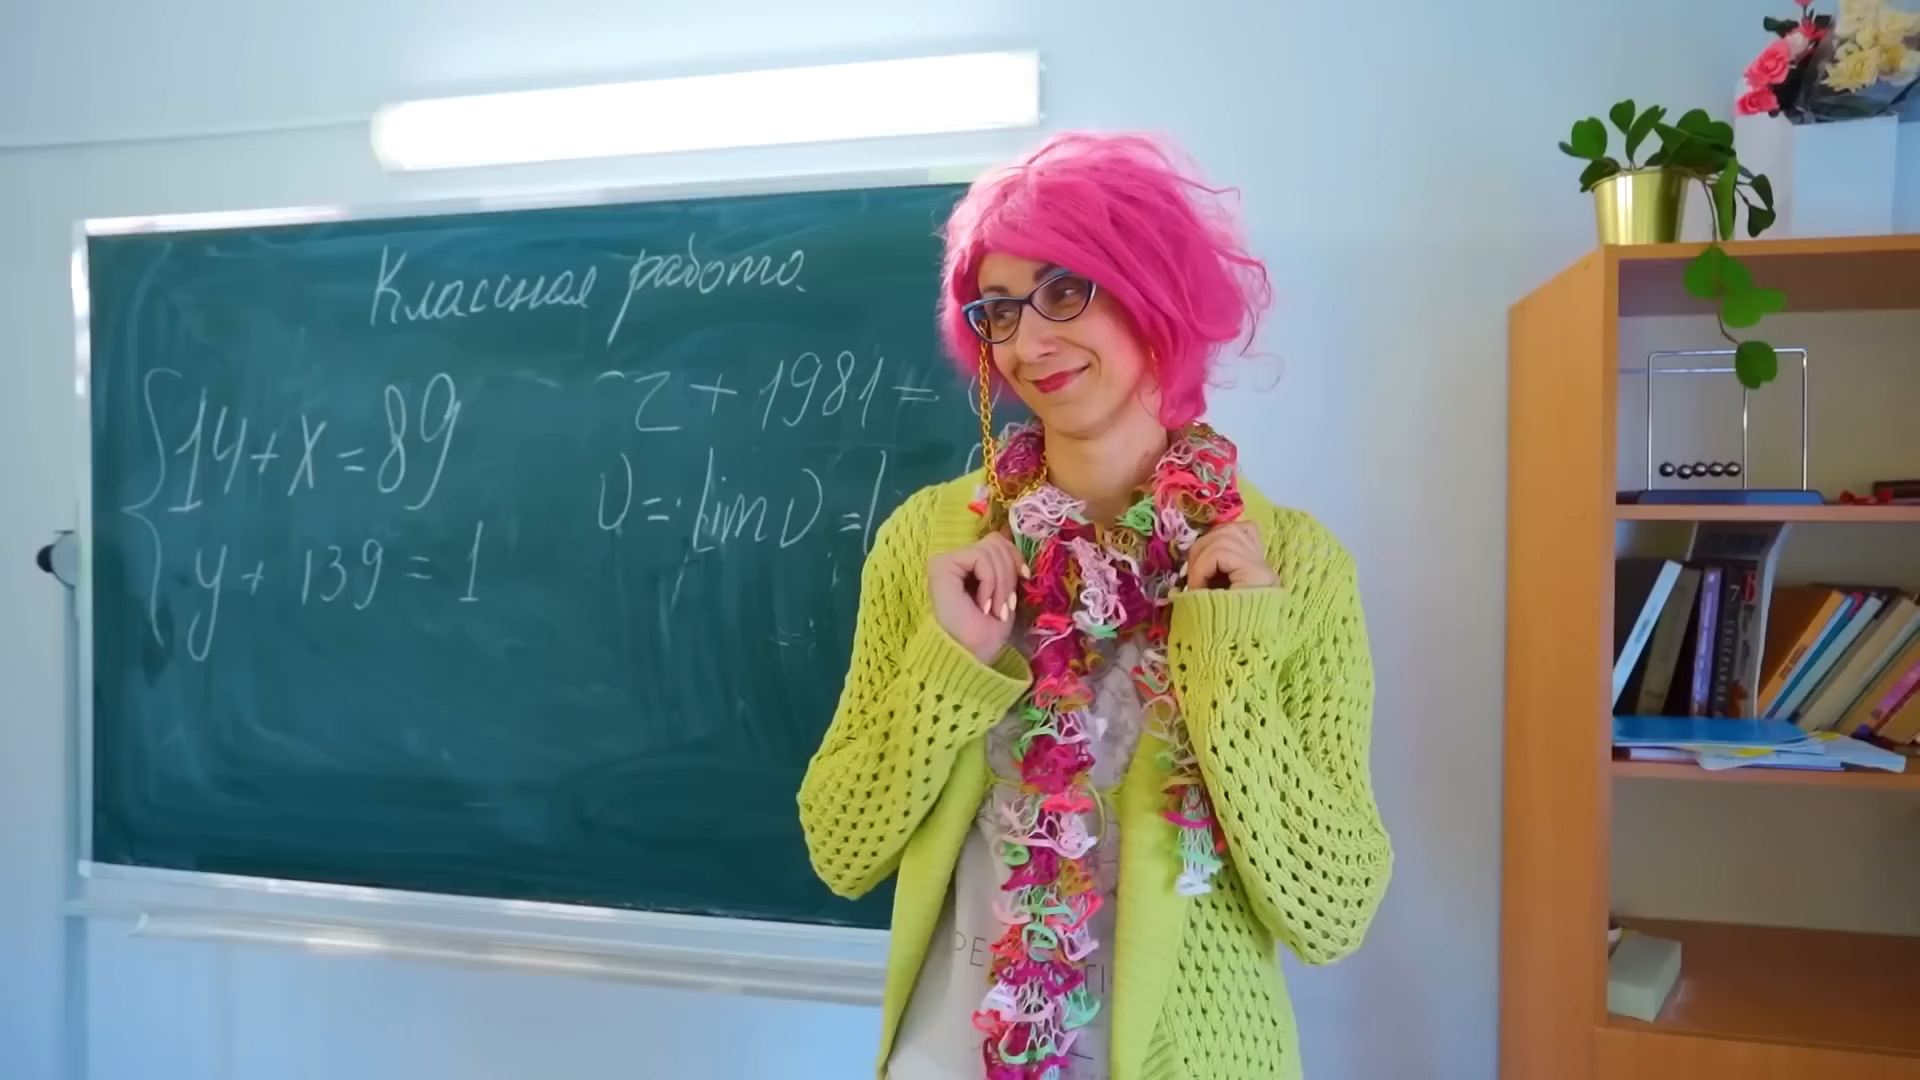 Классная работа
14+x=89
y+139=1
z+1981=
υ=lim υ=